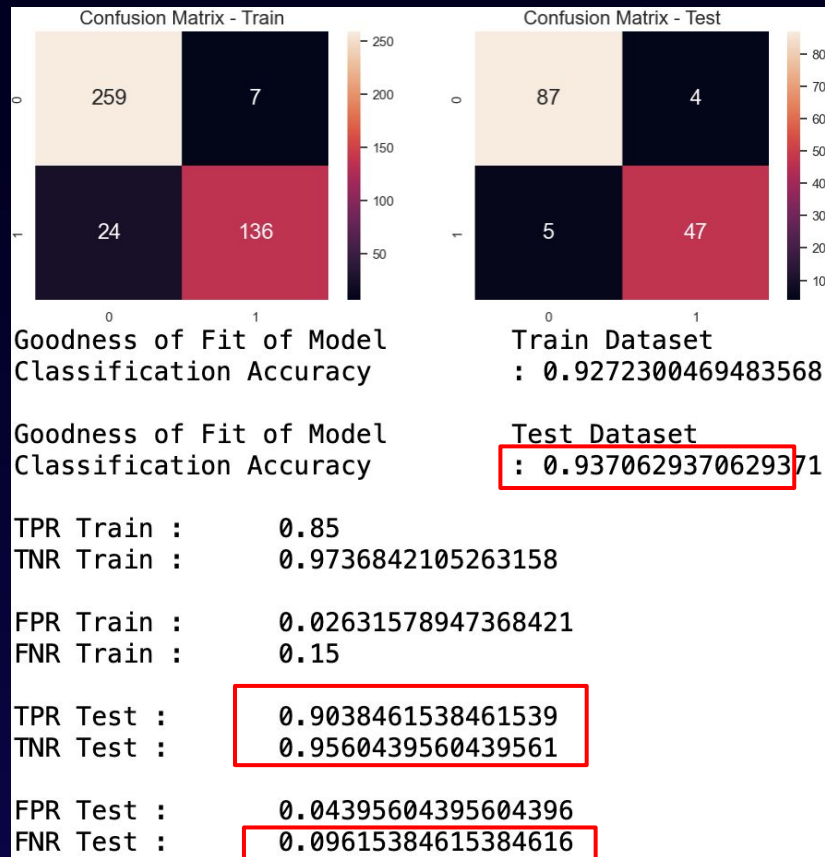 Confusion Matrix - Train
Confusion Matrix - Test
0
259
7
1
24
136
0
1
250
200
150
100
50
0
87
4
1
5
47
0
1
80
70
60
50
40
30
20
10
Goodness of Fit of Model Train Dataset
Classification Accuracy : 0.9272300469483568
Goodness of Fit of Model Test Dataset
Classification Accuracy : 0.9370629370629371
TPR Train : 0.85
TNR Train : 0.9736842105263158
FPR Train : 0.02631578947368421
FNR Train : 0.15
TPR Test : 0.9038461538461539
TNR Test : 0.9560439560439561
FPR Test : 0.04395604395604396
FNR Test : 0.09615384615384616